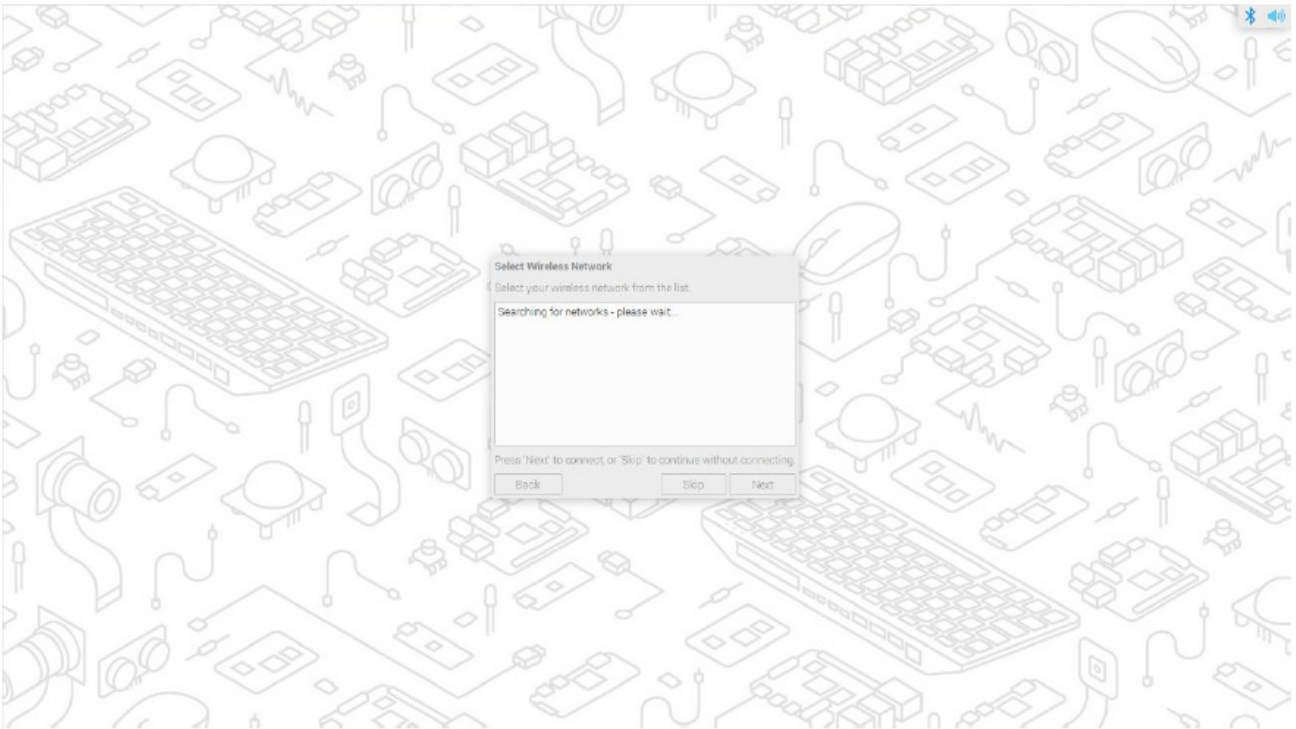 Select Wireless Network
Select your wireless network from the list.
Searching for networks - please wait...
Press 'Next' to connect, or 'Skip' to continue without connecting.
Back
Skip
Next